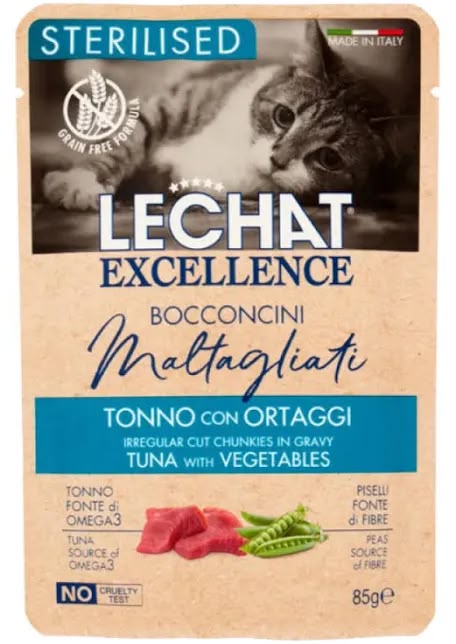 STERILISED
MADE IN ITALY
GRAIN FREE FORMULA
LECHAT®
EXCELLENCE
BOCCONCINI
Maltagliati
TONNO CON ORTAGGI
IRREGULAR CUT CHUNKIES IN GRAVY
TUNA WITH VEGETABLES
TONNO
FONTE di
OMEGA3
TUNA
SOURCE of
OMEGA3
PISELLI
FONTE
di FIBRE
PEAS
SOURCE
of FIBRE
NO CRUELTY
TEST
85g℮